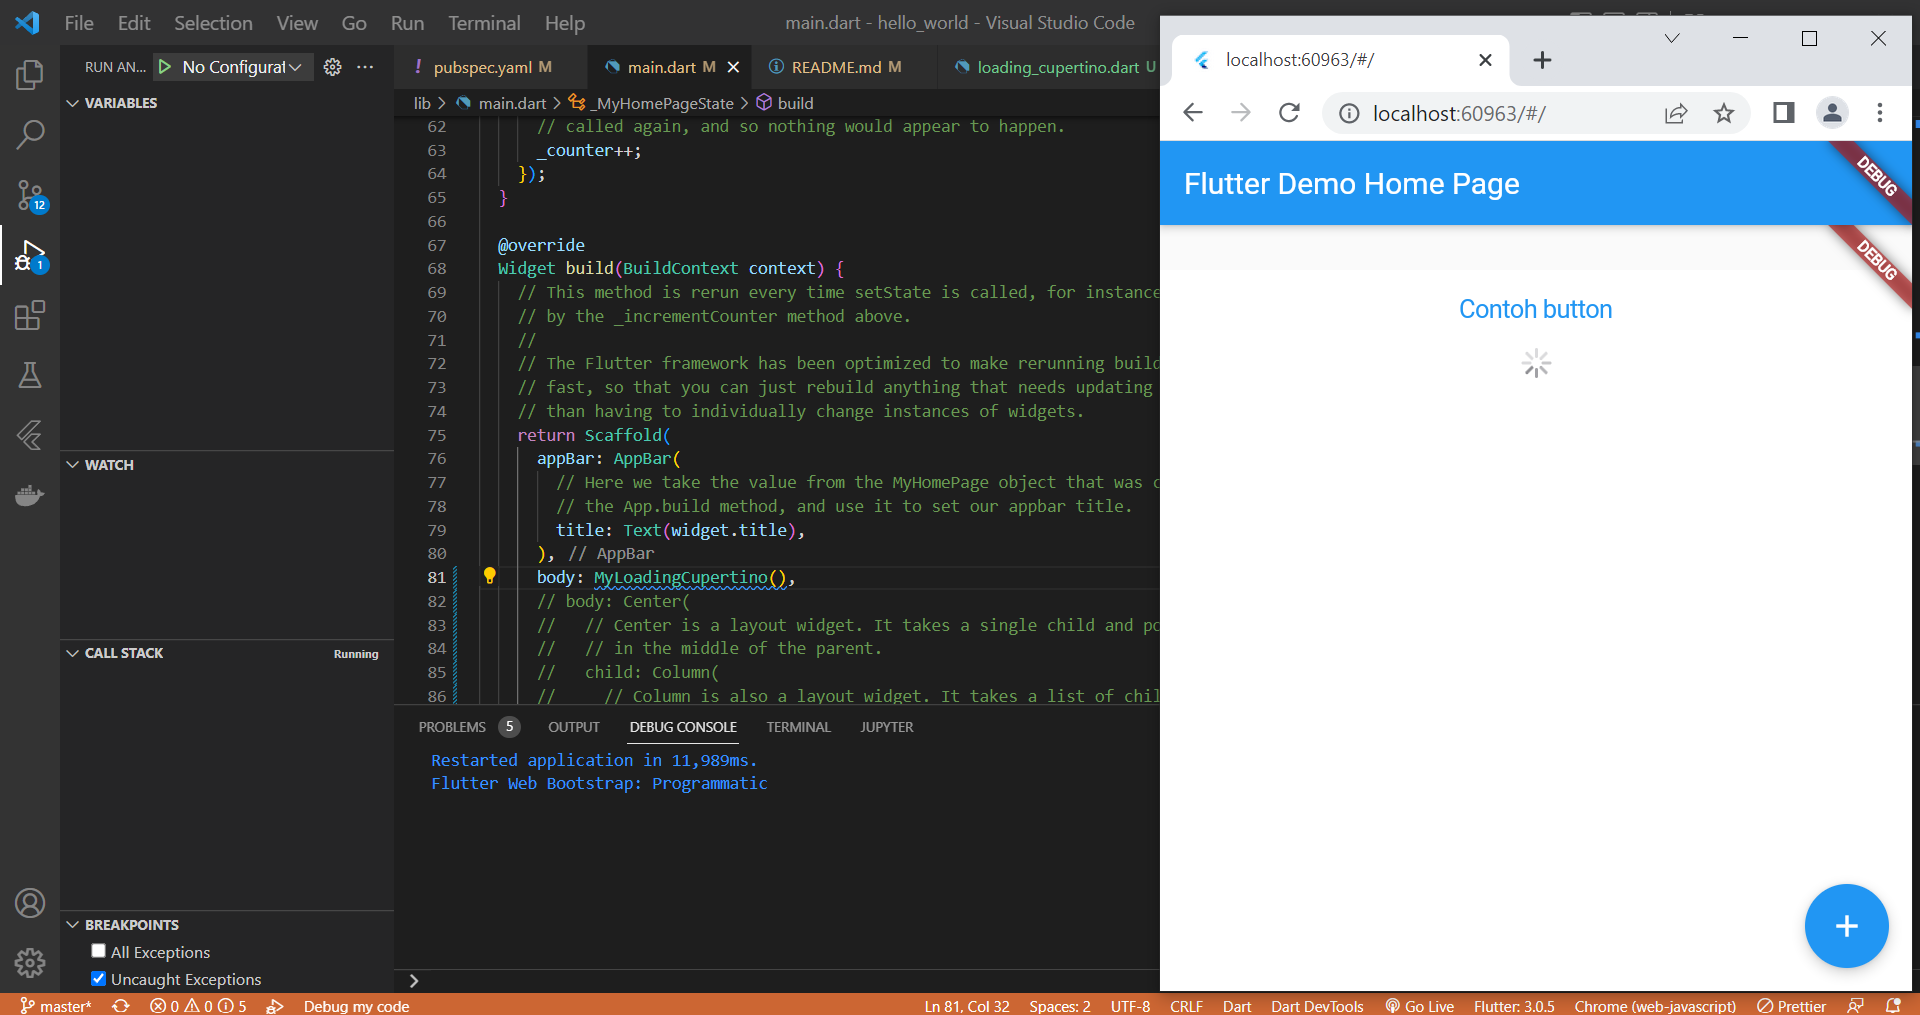 File Edit Selection View Go Run Terminal Help
main.dart - hello_world - Visual Studio Code
RUN AN... No Configurat
VARIABLES
WATCH
CALL STACK Running
BREAKPOINTS
All Exceptions
Uncaught Exceptions
12
1
pubspec.yaml M main.dart M README.md M loading_cupertino.dart U
lib > main.dart > _MyHomePageState > build
62 // called again, and so nothing would appear to happen.
63 _counter++;
64 });
65 }
66
67 @override
68 Widget build(BuildContext context) {
69 // This method is rerun every time setState is called, for instance
70 // by the _incrementCounter method above.
71 //
72 // The Flutter framework has been optimized to make rerunning build
73 // fast, so that you can just rebuild anything that needs updating
74 // than having to individually change instances of widgets.
75 return Scaffold(
76 appBar: AppBar(
77 // Here we take the value from the MyHomePage object that was c
78 // the App.build method, and use it to set our appbar title.
79 title: Text(widget.title),
80 ), // AppBar
81 body: MyLoadingCupertino(),
82 // body: Center(
83 //   // Center is a layout widget. It takes a single child and po
84 //   // in the middle of the parent.
85 //   child: Column(
86 //     // Column is also a layout widget. It takes a list of chil
PROBLEMS 5 OUTPUT DEBUG CONSOLE TERMINAL JUPYTER
Restarted application in 11,989ms.
Flutter Web Bootstrap: Programmatic
localhost:60963/#/
localhost:60963/#/
Flutter Demo Home Page
DEBUG
DEBUG
Contoh button
master* 0 0 5 Debug my code Ln 81, Col 32 Spaces: 2 UTF-8 CRLF Dart Dart DevTools Go Live Flutter: 3.0.5 Chrome (web-javascript) Prettier